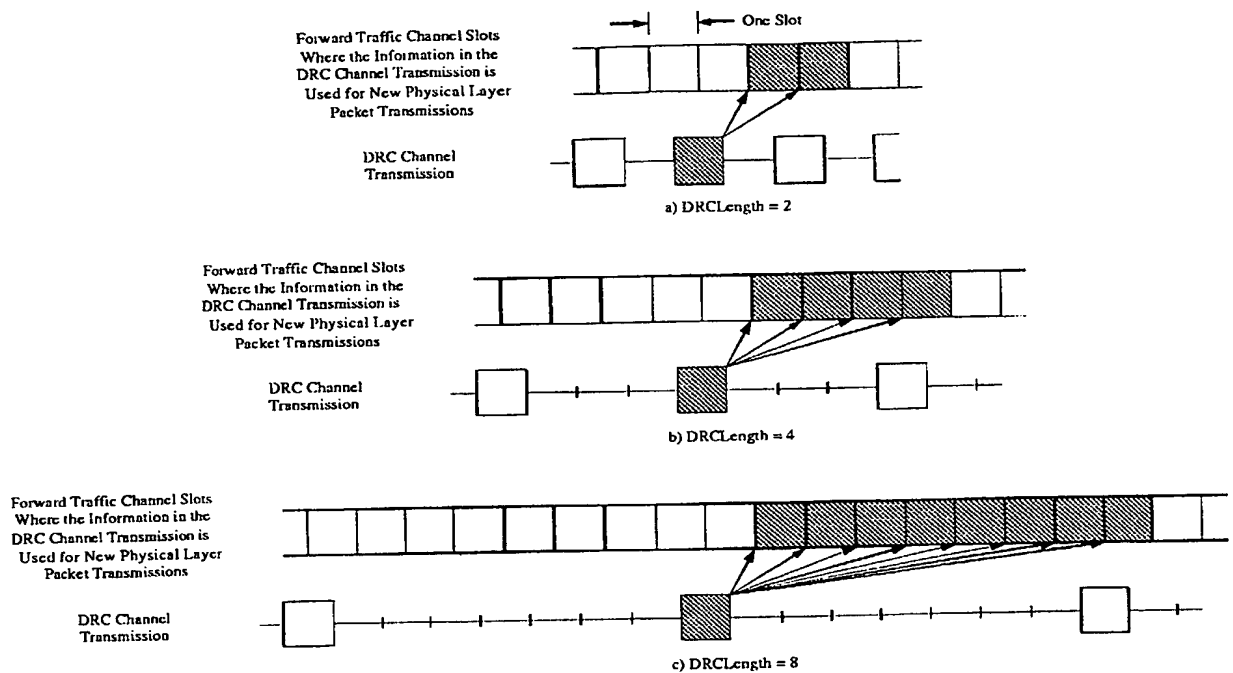 One Slot
Forward Traffic Channel Slots
Where the Information in the
DRC Channel Transmission is
Used for New Physical Layer
Packet Transmissions
DRC Channel
Transmission
a) DRCLength = 2
Forward Traffic Channel Slots
Where the Information in the
DRC Channel Transmission is
Used for New Physical Layer
Packet Transmissions
DRC Channel
Transmission
b) DRCLength = 4
Forward Traffic Channel Slots
Where the Information in the
DRC Channel Transmission is
Used for New Physical Layer
Packet Transmissions
DRC Channel
Transmission
c) DRCLength = 8